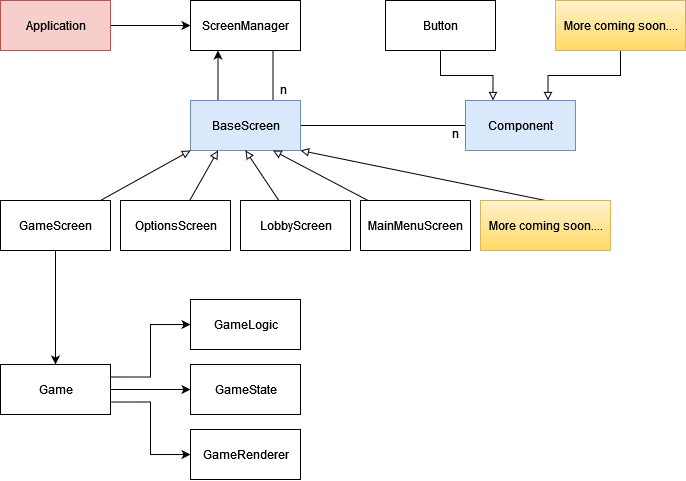 Application
ScreenManager
Button
More coming soon....
n
BaseScreen
Component
n
GameScreen
OptionsScreen
LobbyScreen
MainMenuScreen
More coming soon....
GameLogic
Game
GameState
GameRenderer